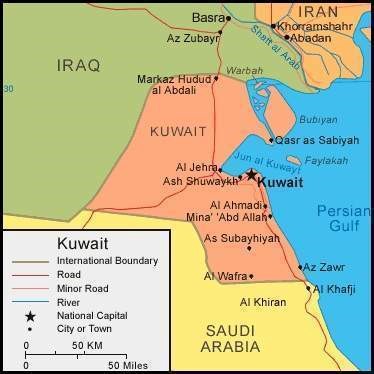 IRAN
Basra
Khorramshahr
Az Zubayr
Abadan
Shatt al Arab
IRAQ
Warbah
Markaz Hudud
al Abdali
30
Bubiyan
KUWAIT
Qasr as Sabiyah
Jun al Kuwayt
Faylakah
Al Jehra
Ash Shuwaykh
Kuwait
Al Ahmadi
Mina' 'Abd Allah
Persian
Gulf
As Subayhiyah
Az Zawr
Al Wafra
Al Khafji
Al Khiran
SAUDI
ARABIA
Kuwait
International Boundary
Road
Minor Road
River
National Capital
City or Town
0 50 KM
0 50 Miles